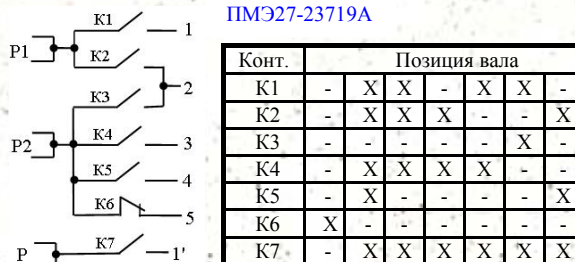 ПМЭ27-23719А
К1
1
Р1
К2
2
К3
Р2
К4
3
К5
4
К6
5
Р
К7
1'
Конт. Позиция вала
К1 - X X - X X -
К2 - X X X - - X
К3 - - - - - X -
К4 - X X X X - -
К5 - X - - - - X
К6 X - - - - - -
К7 - X X X X X X